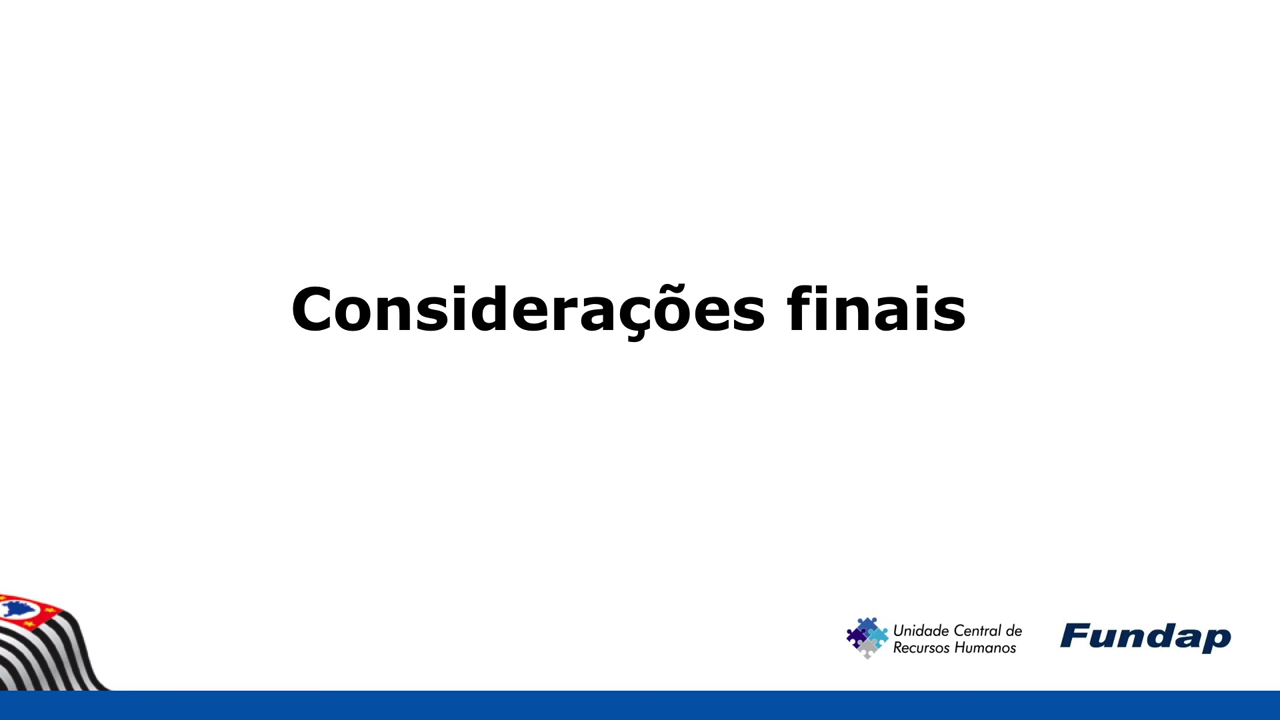 Considerações finais
Unidade Central de
Recursos Humanos
Fundap